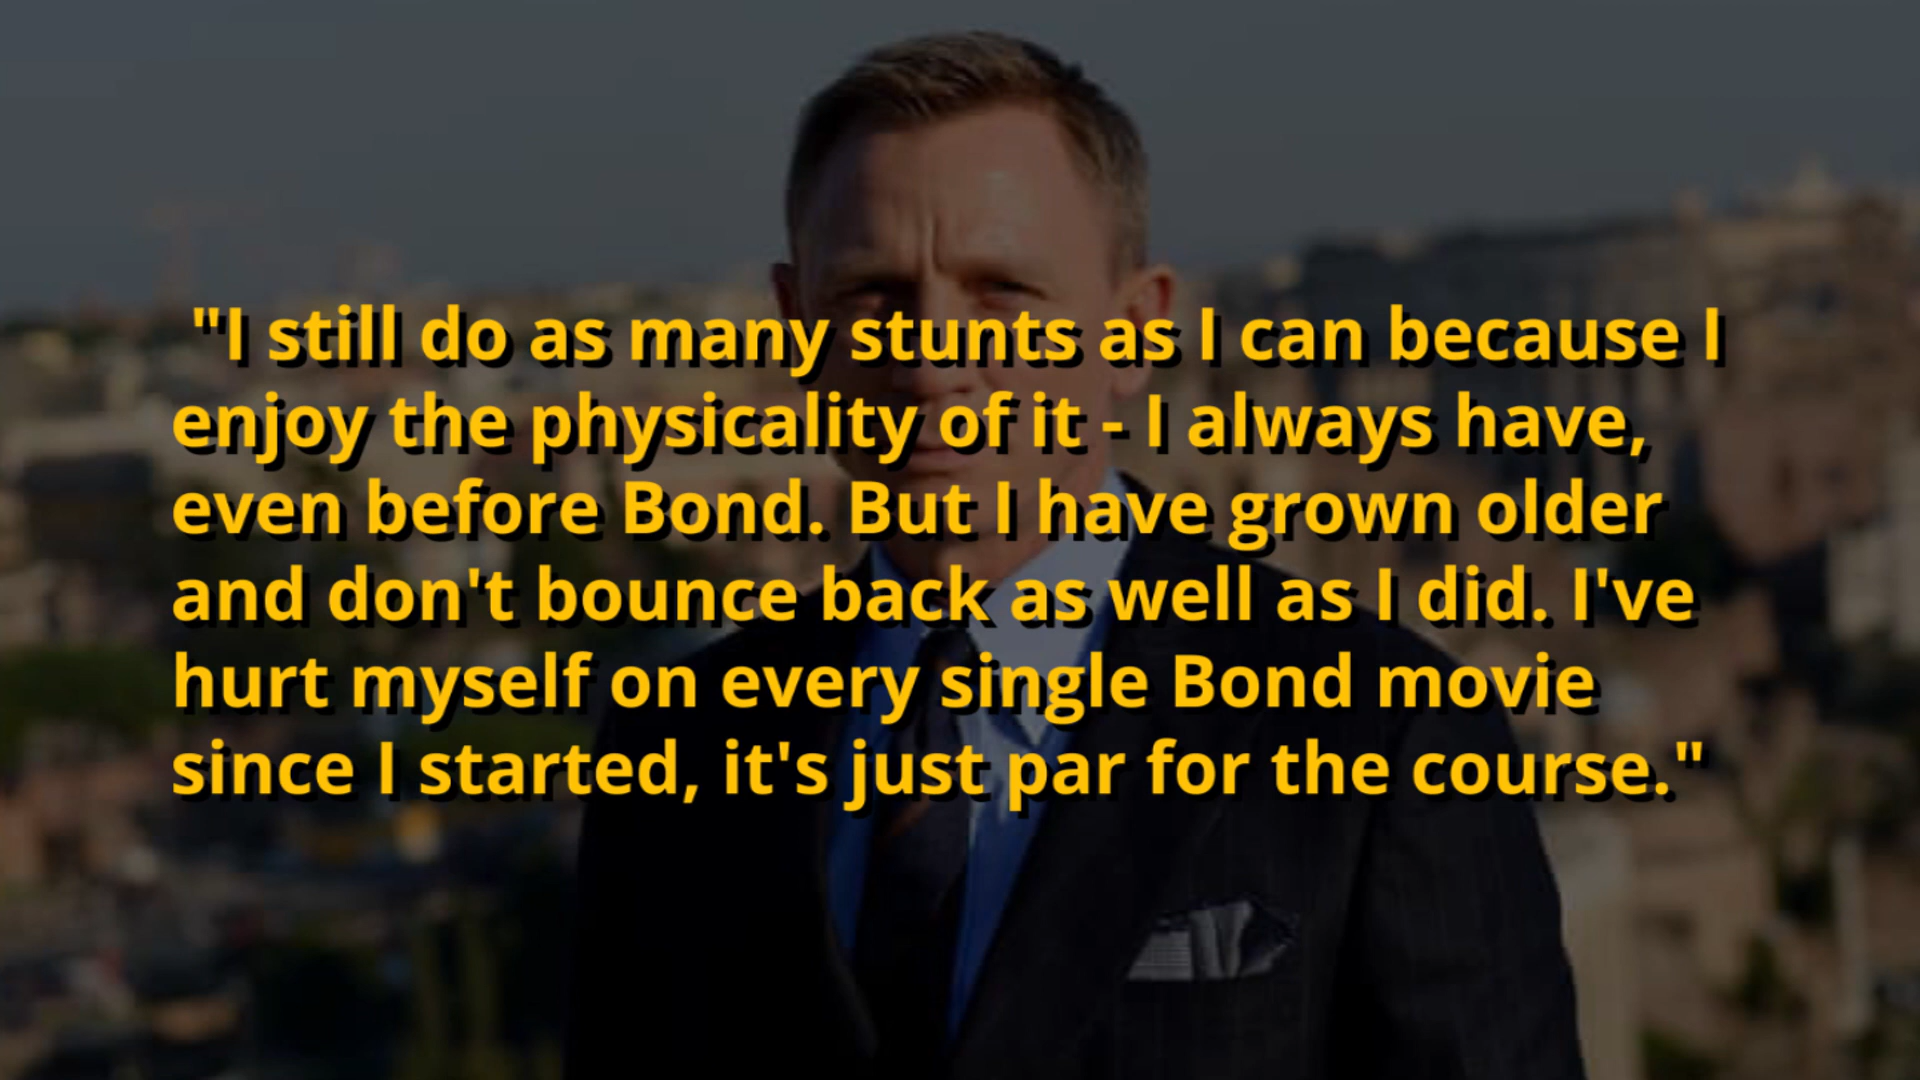 "I still do as many stunts as I can because I
enjoy the physicality of it - I always have,
even before Bond. But I have grown older
and don't bounce back as well as I did. I've
hurt myself on every single Bond movie
since I started, it's just par for the course."